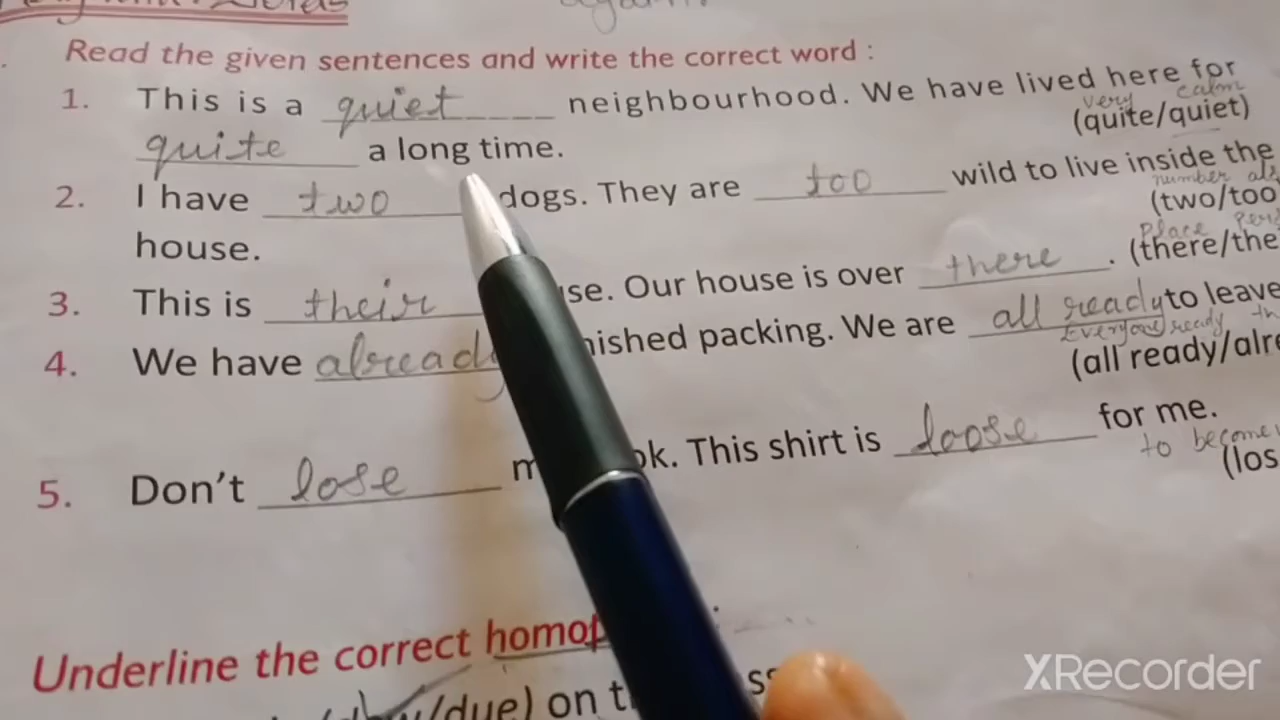 Read the given sentences and write the correct word :
1. This is a quiet neighbourhood. We have lived here for
very calm
quite a long time. (quite/quiet)
2. I have two dogs. They are too wild to live inside the
number
house. (two/too
Place
3. This is their se. Our house is over there. (there/the
4. We have already nished packing. We are all ready to leave
Everyone ready
(all ready/alre
5. Don't lose m ok. This shirt is loose for me.
to become
(los
Underline the correct homop
/due) on t
XRecorder